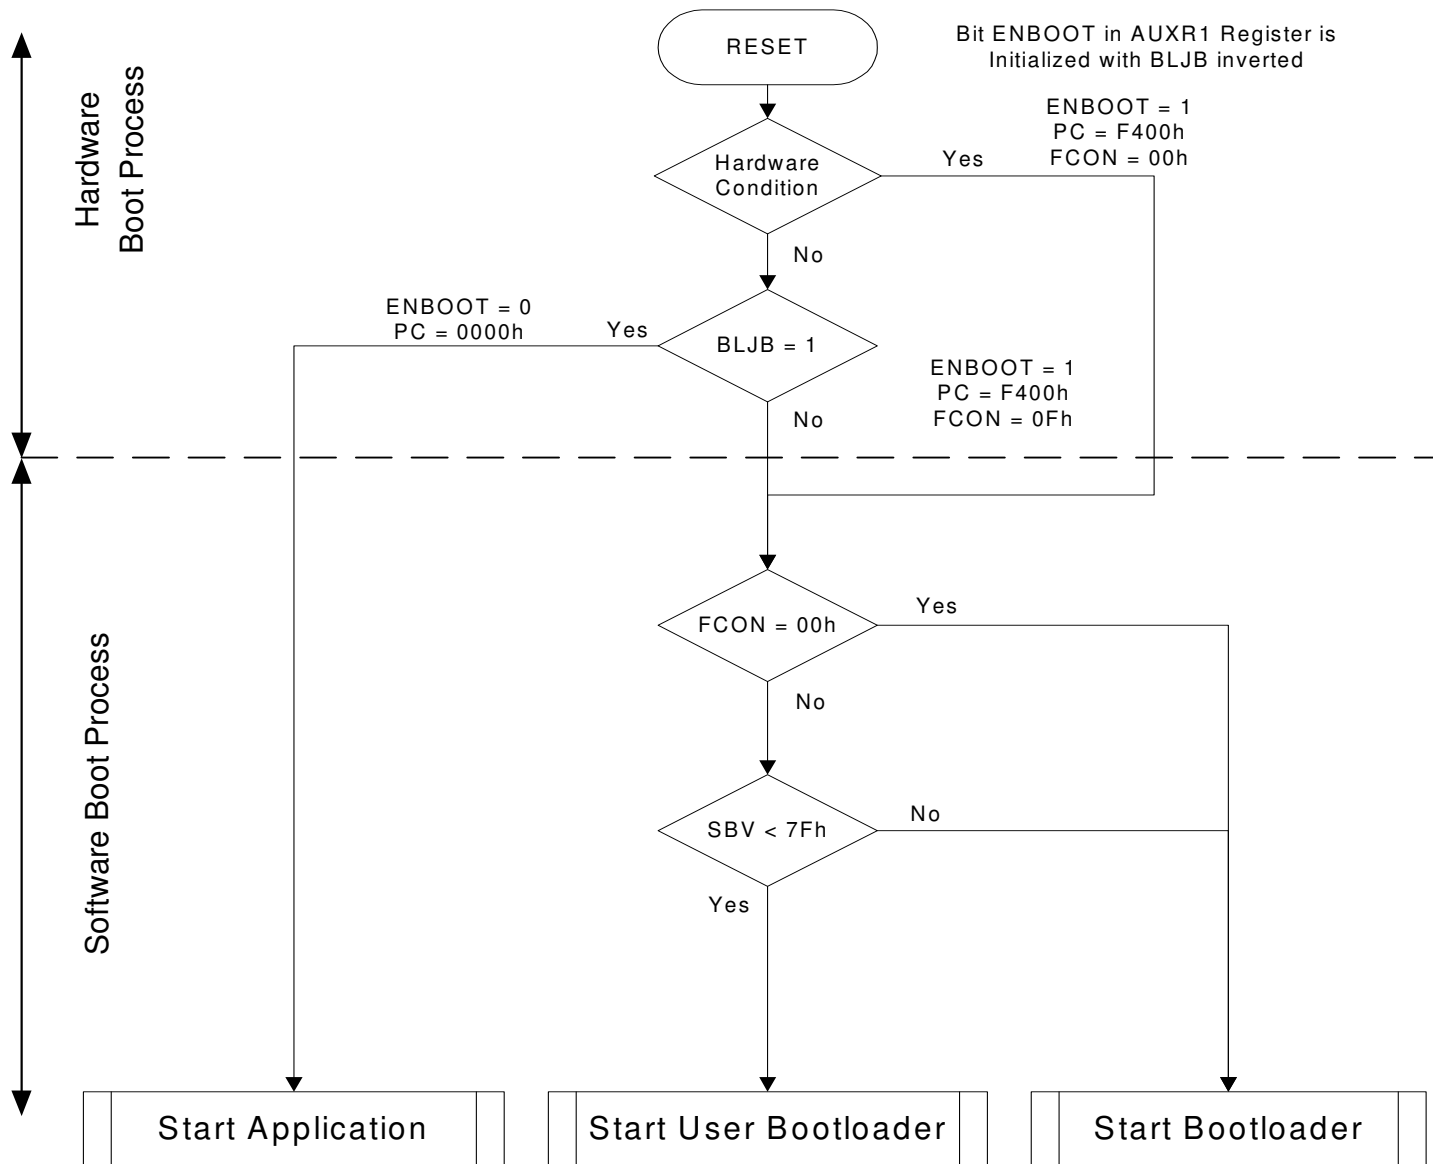 RESET
Bit ENBOOT in AUXR1 Register is
Initialized with BLJB inverted
Hardware
Boot Process
Hardware
Condition
Yes
ENBOOT = 1
PC = F400h
FCON = 00h
No
ENBOOT = 0
PC = 0000h
Yes
BLJB = 1
ENBOOT = 1
PC = F400h
FCON = 0Fh
No
Software Boot Process
FCON = 00h
Yes
No
SBV < 7Fh
No
Yes
Start Application
Start User Bootloader
Start Bootloader